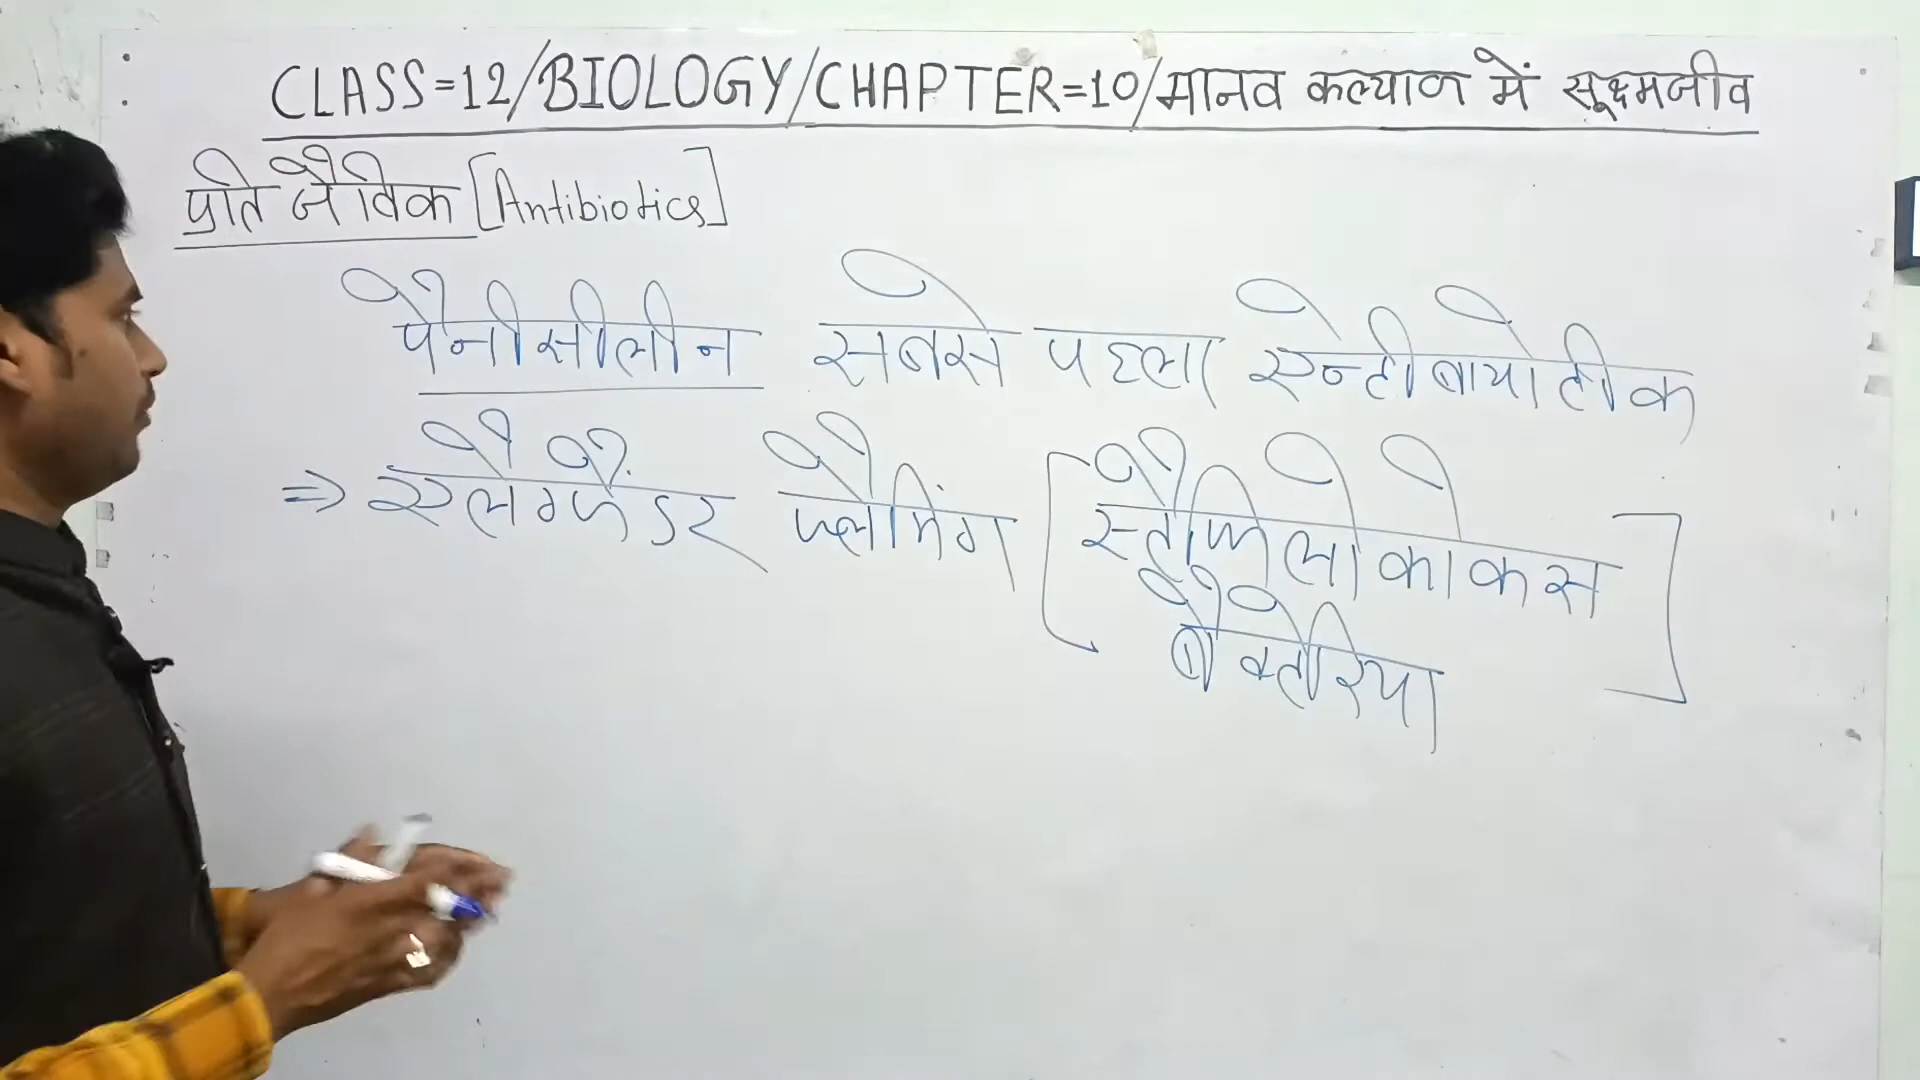 CLASS=12/BIOLOGY/CHAPTER=10/मानव कल्याण में सूक्ष्मजीव
प्रति जैविक [Antibiotics]
पैनीसीलीन सबसे पहला एन्टीबायोटीक
⇒ एलेग्जेंडर फ्लैमिंग [स्टैफिलोकोकस
बैक्टेरिया]